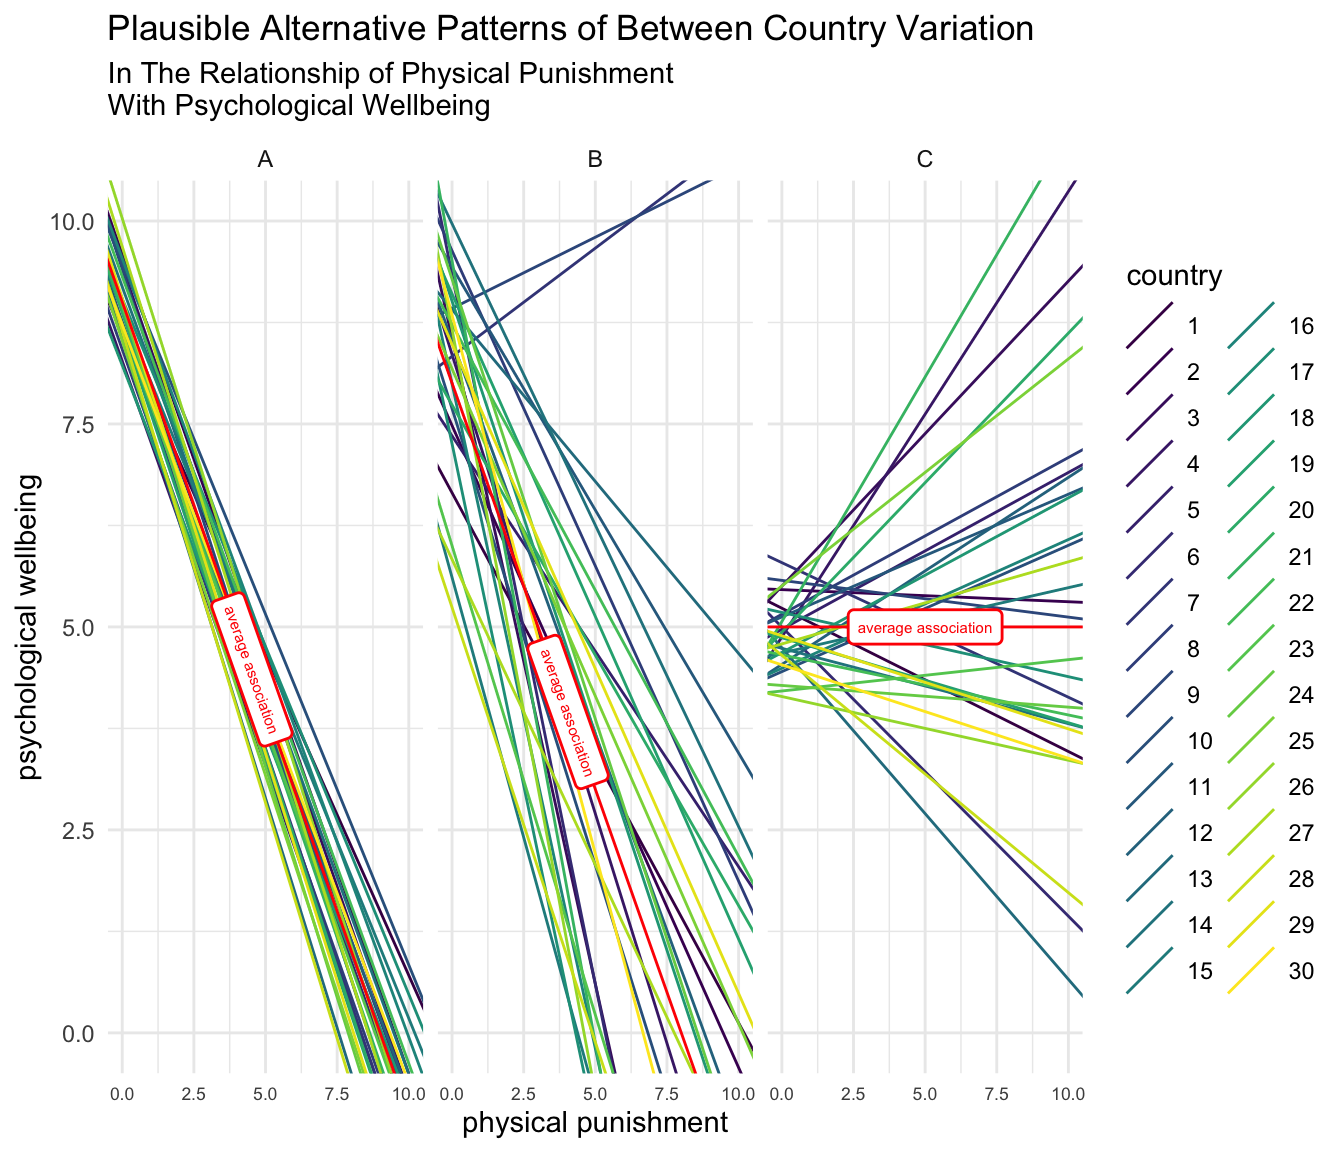 Plausible Alternative Patterns of Between Country Variation
In The Relationship of Physical Punishment
With Psychological Wellbeing
A
B
C
psychological wellbeing
10.0
7.5
5.0
2.5
0.0
average association
average association
average association
0.0 2.5 5.0 7.5 10.0
0.0 2.5 5.0 7.5 10.0
0.0 2.5 5.0 7.5 10.0
physical punishment
country
1 16
2 17
3 18
4 19
5 20
6 21
7 22
8 23
9 24
10 25
11 26
12 27
13 28
14 29
15 30